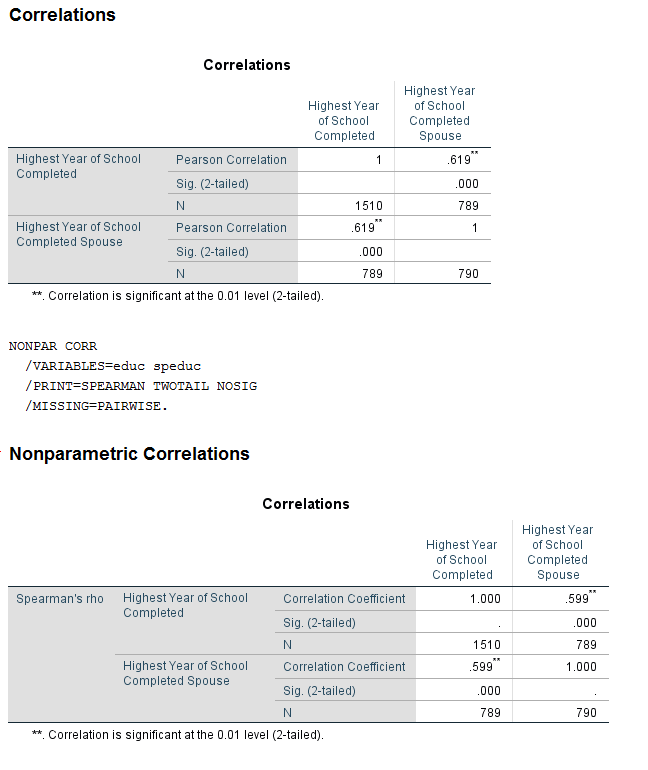 Correlations
Correlations
Highest Year of School Completed
Highest Year of School Completed Spouse
Highest Year of School Completed
Pearson Correlation 1 .619**
Sig. (2-tailed) .000
N 1510 789
Highest Year of School Completed Spouse
Pearson Correlation .619** 1
Sig. (2-tailed) .000
N 789 790
**. Correlation is significant at the 0.01 level (2-tailed).
NONPAR CORR
/VARIABLES=educ speduc
/PRINT=SPEARMAN TWOTAIL NOSIG
/MISSING=PAIRWISE.
Nonparametric Correlations
Correlations
Highest Year of School Completed
Highest Year of School Completed Spouse
Spearman's rho
Highest Year of School Completed
Correlation Coefficient 1.000 .599**
Sig. (2-tailed) . .000
N 1510 789
Highest Year of School Completed Spouse
Correlation Coefficient .599** 1.000
Sig. (2-tailed) .000 .
N 789 790
**. Correlation is significant at the 0.01 level (2-tailed).